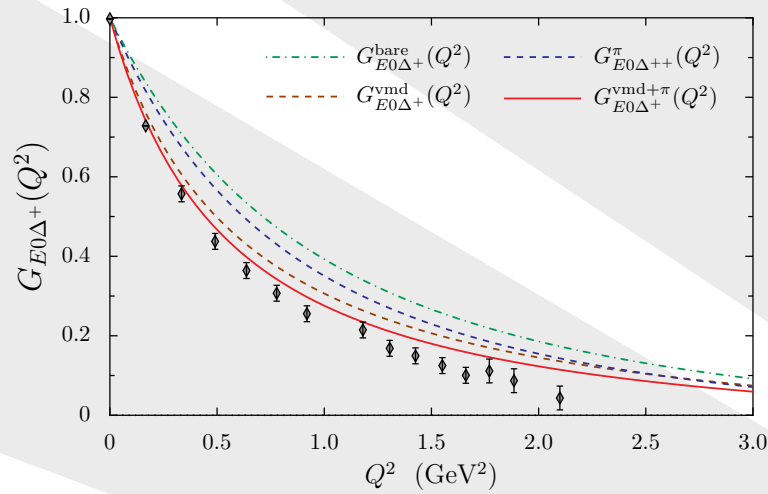 1.0
0.8
0.6
0.4
0.2
0
G_{E0Δ^+}(Q^2)
G^{bare}_{E0Δ^+}(Q^2)
G^{π}_{E0Δ^{++}}(Q^2)
G^{vmd}_{E0Δ^+}(Q^2)
G^{vmd+π}_{E0Δ^+}(Q^2)
0 0.5 1.0 1.5 2.0 2.5 3.0
Q^2 (GeV^2)